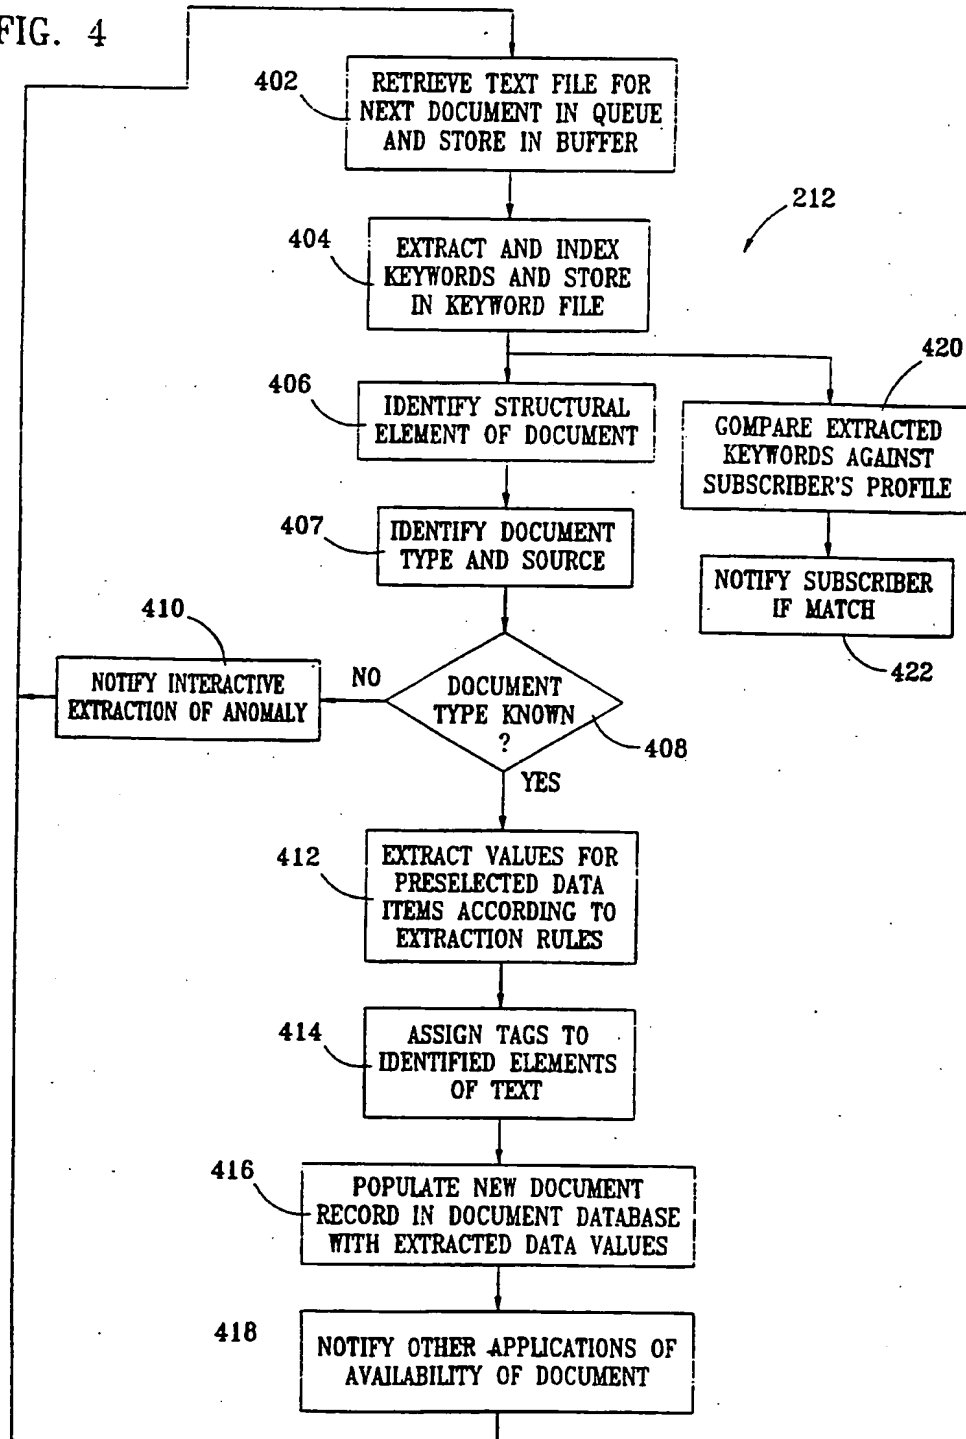 FIG. 4
402
RETRIEVE TEXT FILE FOR
NEXT DOCUMENT IN QUEUE
AND STORE IN BUFFER
212
404
EXTRACT AND INDEX
KEYWORDS AND STORE
IN KEYWORD FILE
420
406
IDENTIFY STRUCTURAL
ELEMENT OF DOCUMENT
GOMPARE EXTRACTED
KEYWORDS AGAINST
SUBSCRIBER'S PROFILE
407
IDENTIFY DOCUMENT
TYPE AND SOURCE
NOTIFY SUBSCRIBER
IF MATCH
422
410
NOTIFY INTERACTIVE
EXTRACTION OF ANOMALY
NO
DOCUMENT
TYPE KNOWN
?
408
YES
412
EXTRACT VALUES FOR
PRESELECTED DATA
ITEMS ACCORDING TO
EXTRACTION RULES
414
ASSIGN TAGS TO
IDENTIFIED ELEMENTS
OF TEXT
416
POPULATE NEW DOCUMENT
RECORD IN DOCUMENT DATABASE
WITH EXTRACTED DATA VALUES
418
NOTIFY OTHER APPLICATIONS OF
AVAILABILITY OF DOCUMENT